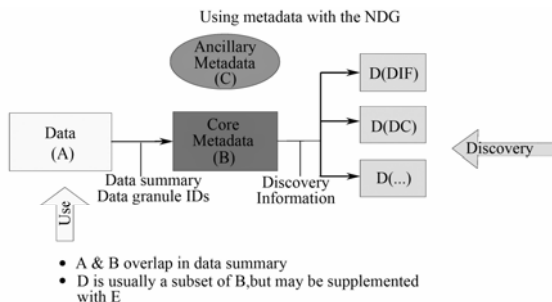 Using metadata with the NDG
Ancillary
Metadata
(C)
Data
(A)
Core
Metadata
(B)
D(DIF)
D(DC)
D(...)
Discovery
Data summary
Data granule IDs
Discovery
Information
Use
• A & B overlap in data summary
• D is usually a subset of B,but may be supplemented
with E